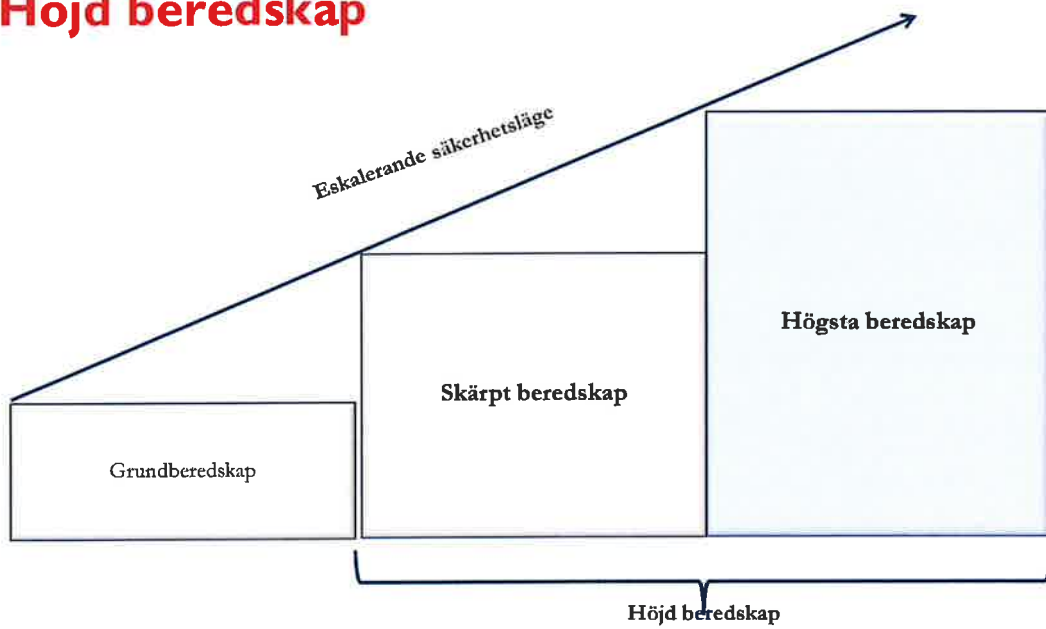 Höjd beredskap
Eskalerande säkerhetsläge
Högsta beredskap
Skärpt beredskap
Grundberedskap
Höjd beredskap